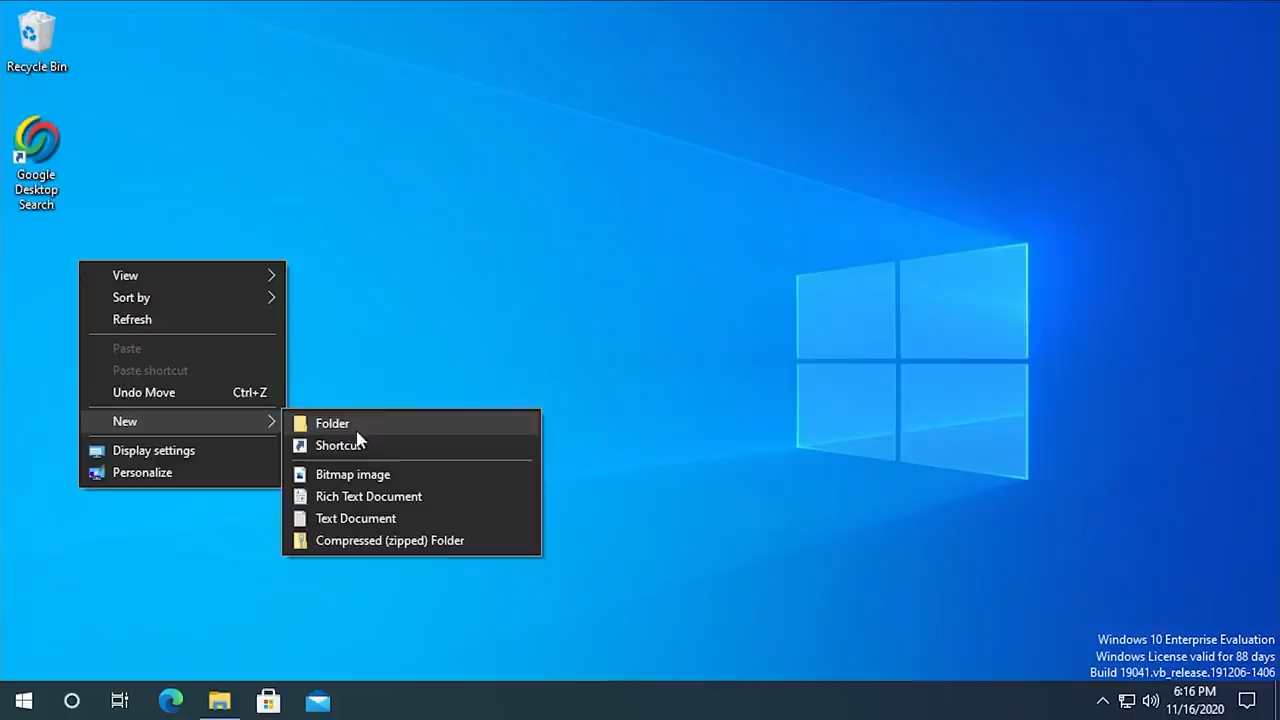 Recycle Bin
Google
Desktop
Search
View
Sort by
Refresh
Paste
Paste shortcut
Undo Move Ctrl+Z
New
Display settings
Personalize
Folder
Shortcut
Bitmap image
Rich Text Document
Text Document
Compressed (zipped) Folder
Windows 10 Enterprise Evaluation
Windows License valid for 88 days
Build 19041.vb_release.191206-1406
6:16 PM
11/16/2020